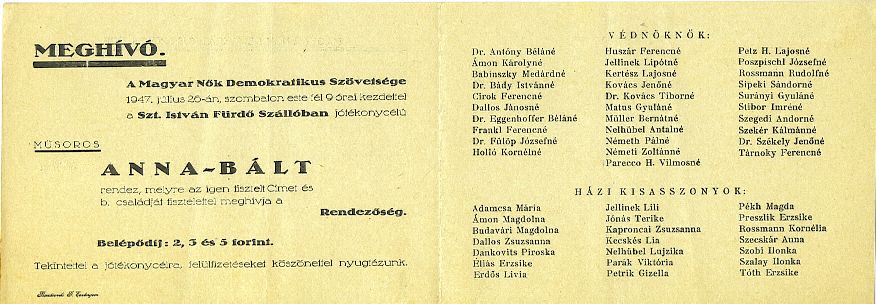 MEGHÍVÓ.
A Magyar Nők Demokratikus Szövetsége
1947. július 26-án, szombaton este fél 9 órai kezdettel
a Szt. István Fürdő Szállóban jótékonycélú
MŰSOROS
ANNA-BÁLT
rendez, melyre az igen tisztelt Címet és
b. családját tisztelettel meghívja a
Rendezőség.
Belépődíj: 2, 3 és 5 forint.
Tekintettel a jótékonycélra, felülfizetéseket köszönettel nyugtázunk.
VÉDNÖKNŐK:
Dr. Antóny Béláné
Ámon Károlyné
Babinszky Medárdné
Dr. Bády Istvánné
Cirok Ferencné
Dallos Jánosné
Dr. Eggenhoffer Béláné
Frankl Ferencné
Dr. Fülöp Józsefné
Holló Kornélné
Huszár Ferencné
Jellinek Lipótné
Kertész Lajosné
Kovács Jenőné
Dr. Kovács Tiborné
Matus Gyuláné
Müller Bernátné
Nelhübel Antalné
Németh Pálné
Németi Zoltánné
Parecco H. Vilmosné
Petz H. Lajosné
Poszpischl Józsefné
Rossmann Rudolfné
Sipeki Sándorné
Surányi Gyuláné
Stibor Imréné
Szegedi Andorné
Szekér Kálmánné
Dr. Székely Jenőné
Tárnoky Ferencné
HÁZI KISASSZONYOK:
Adamcsa Mária
Ámon Magdolna
Budavári Magdolna
Dallos Zsuzsanna
Dankovits Piroska
Éliás Erzsike
Erdős Lívia
Jellinek Lili
Jónás Terike
Kaproncai Zsuzsanna
Kecskés Lia
Nelhübel Lujzika
Parák Viktória
Petrik Gizella
Pékh Magda
Preszlik Erzsike
Rossmann Kornélia
Szecskár Anna
Szobi Ilonka
Szalay Ilonka
Tóth Erzsike